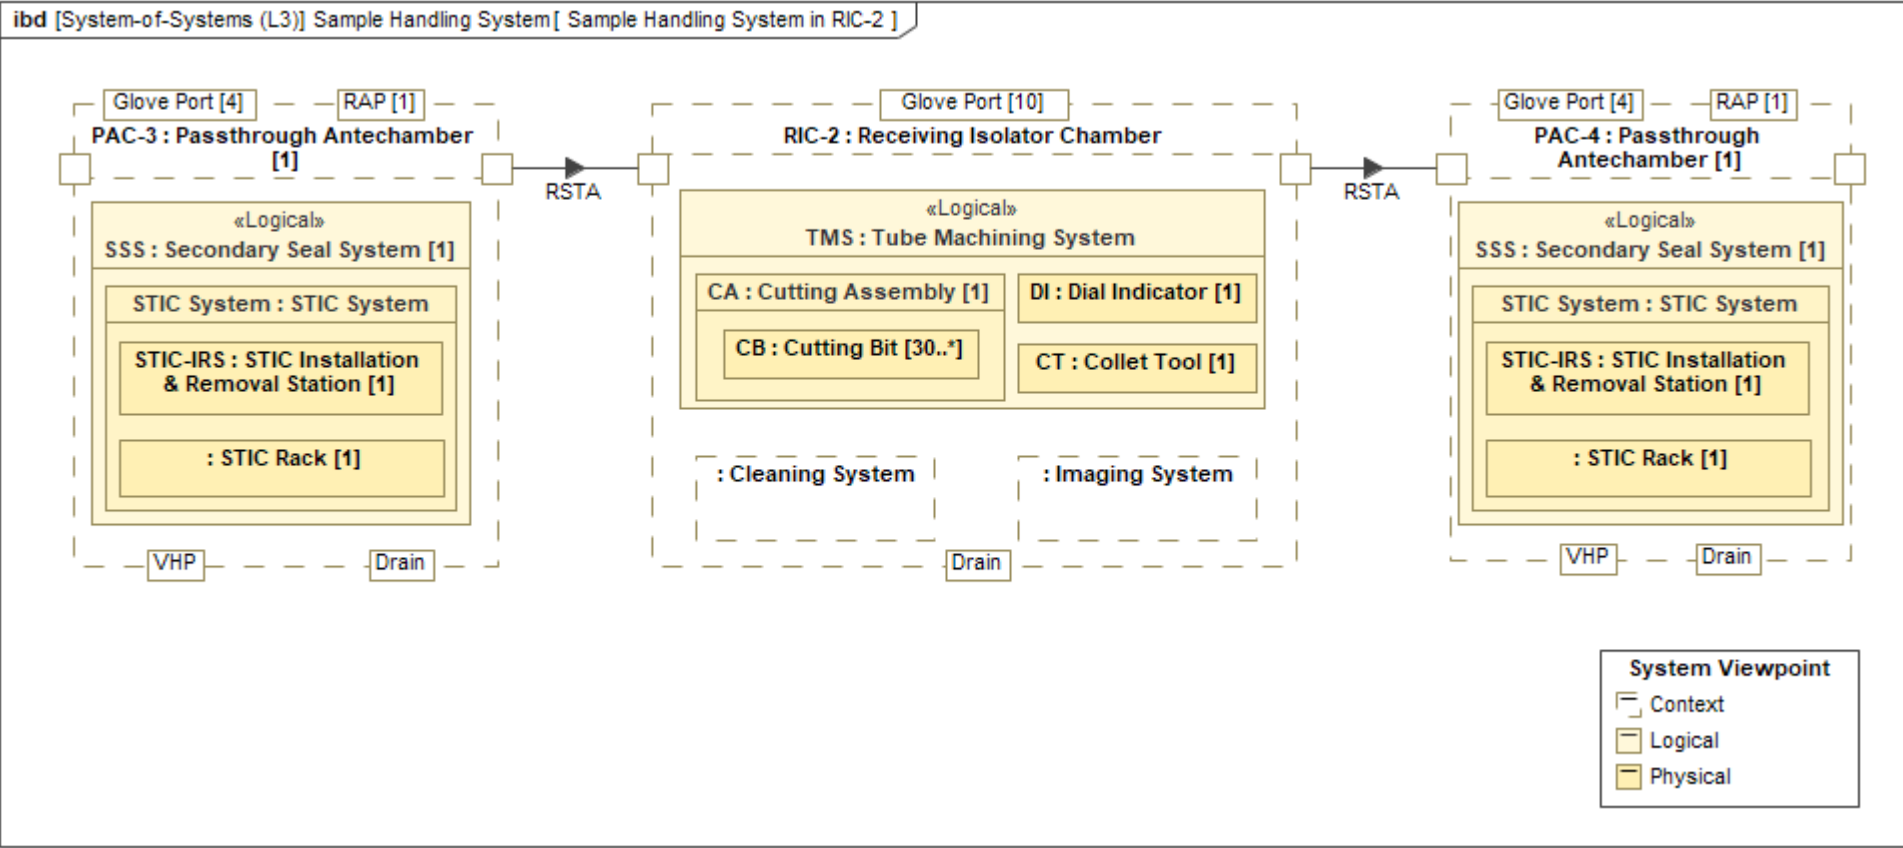 ibd [System-of-Systems (L3)] Sample Handling System [ Sample Handling System in RIC-2 ]
Glove Port [4]
RAP [1]
PAC-3 : Passthrough Antechamber
[1]
«Logical»
SSS : Secondary Seal System [1]
STIC System : STIC System
STIC-IRS : STIC Installation
& Removal Station [1]
: STIC Rack [1]
VHP
Drain
RSTA
Glove Port [10]
RIC-2 : Receiving Isolator Chamber
«Logical»
TMS : Tube Machining System
CA : Cutting Assembly [1]
CB : Cutting Bit [30..*]
DI : Dial Indicator [1]
CT : Collet Tool [1]
: Cleaning System
: Imaging System
Drain
RSTA
Glove Port [4]
RAP [1]
PAC-4 : Passthrough
Antechamber [1]
«Logical»
SSS : Secondary Seal System [1]
STIC System : STIC System
STIC-IRS : STIC Installation
& Removal Station [1]
: STIC Rack [1]
VHP
Drain
System Viewpoint
Context
Logical
Physical